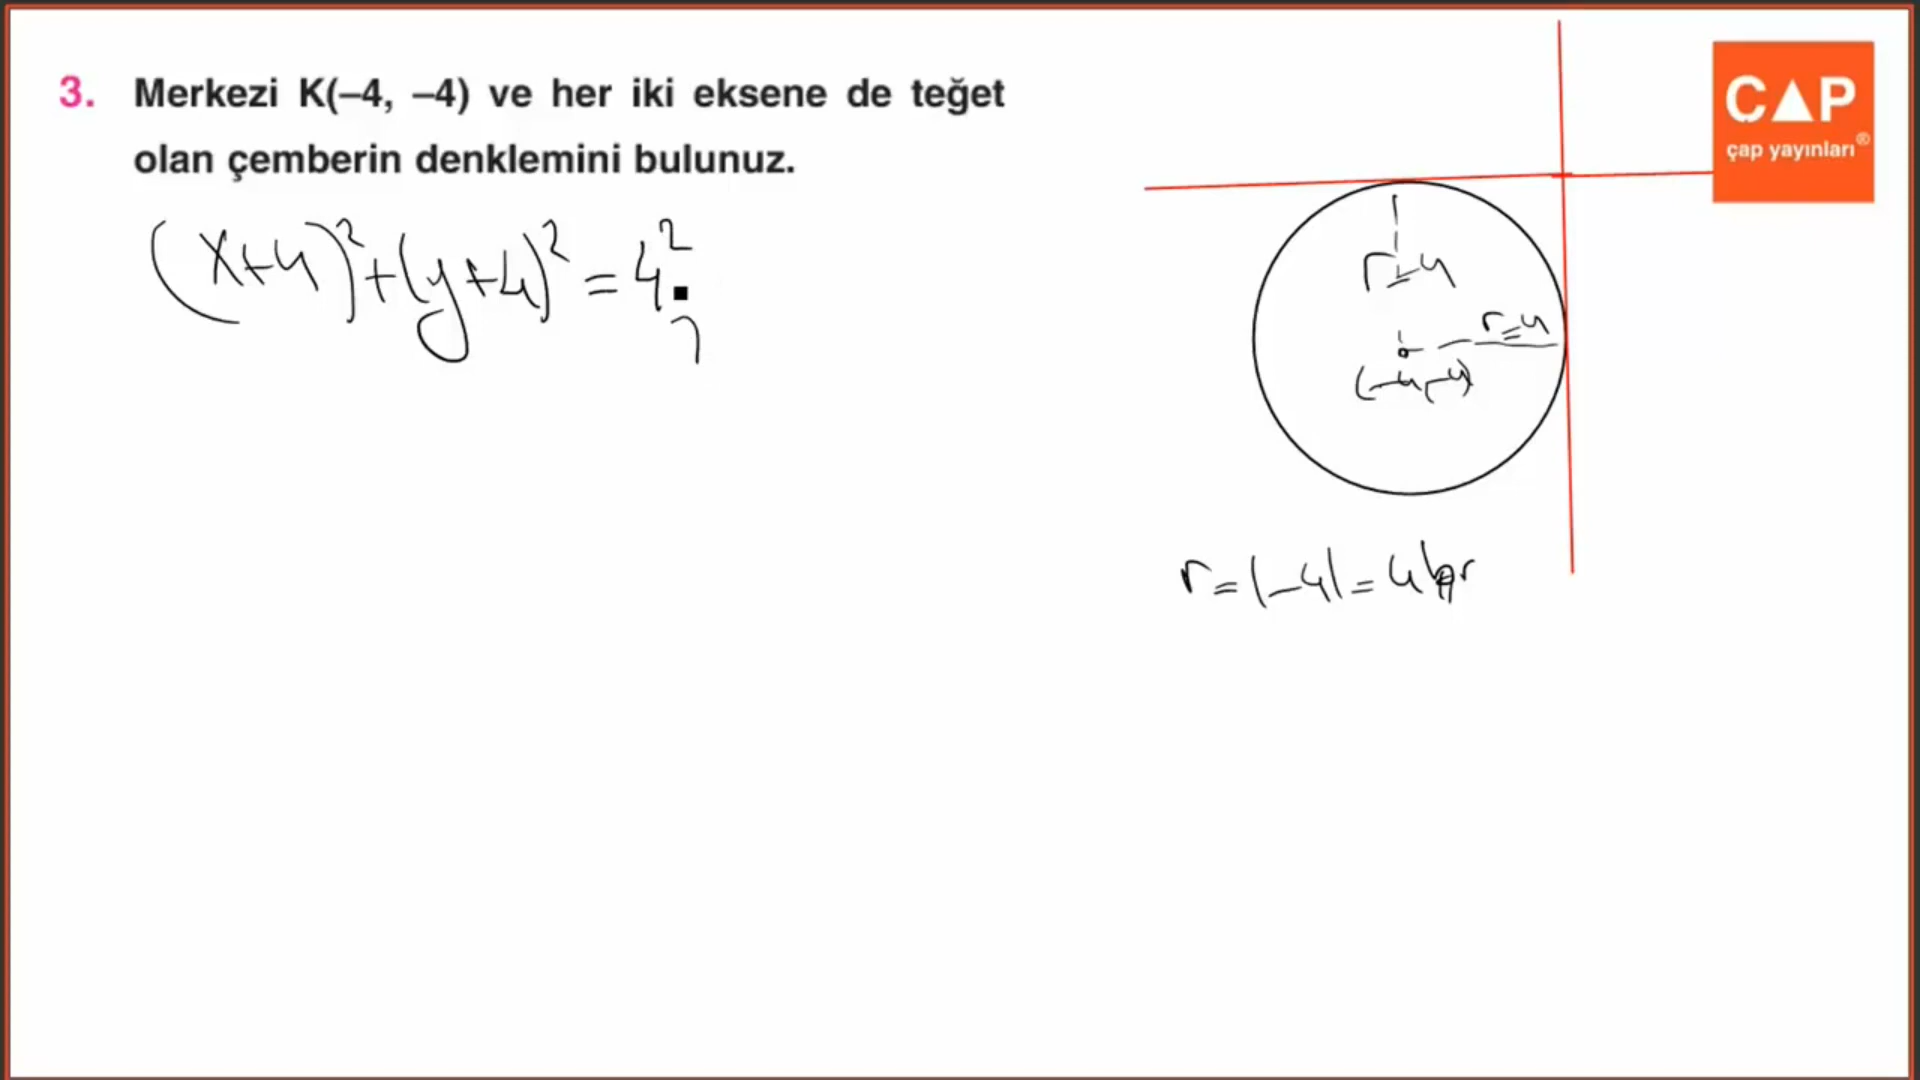 3. Merkezi K(–4, –4) ve her iki eksene de teğet
olan çemberin denklemini bulunuz.
(x+4)²+(y+4)²=4²
CAP
çap yayınları®
r=4
r=4
(-4,-4)
r=|-4|=4br